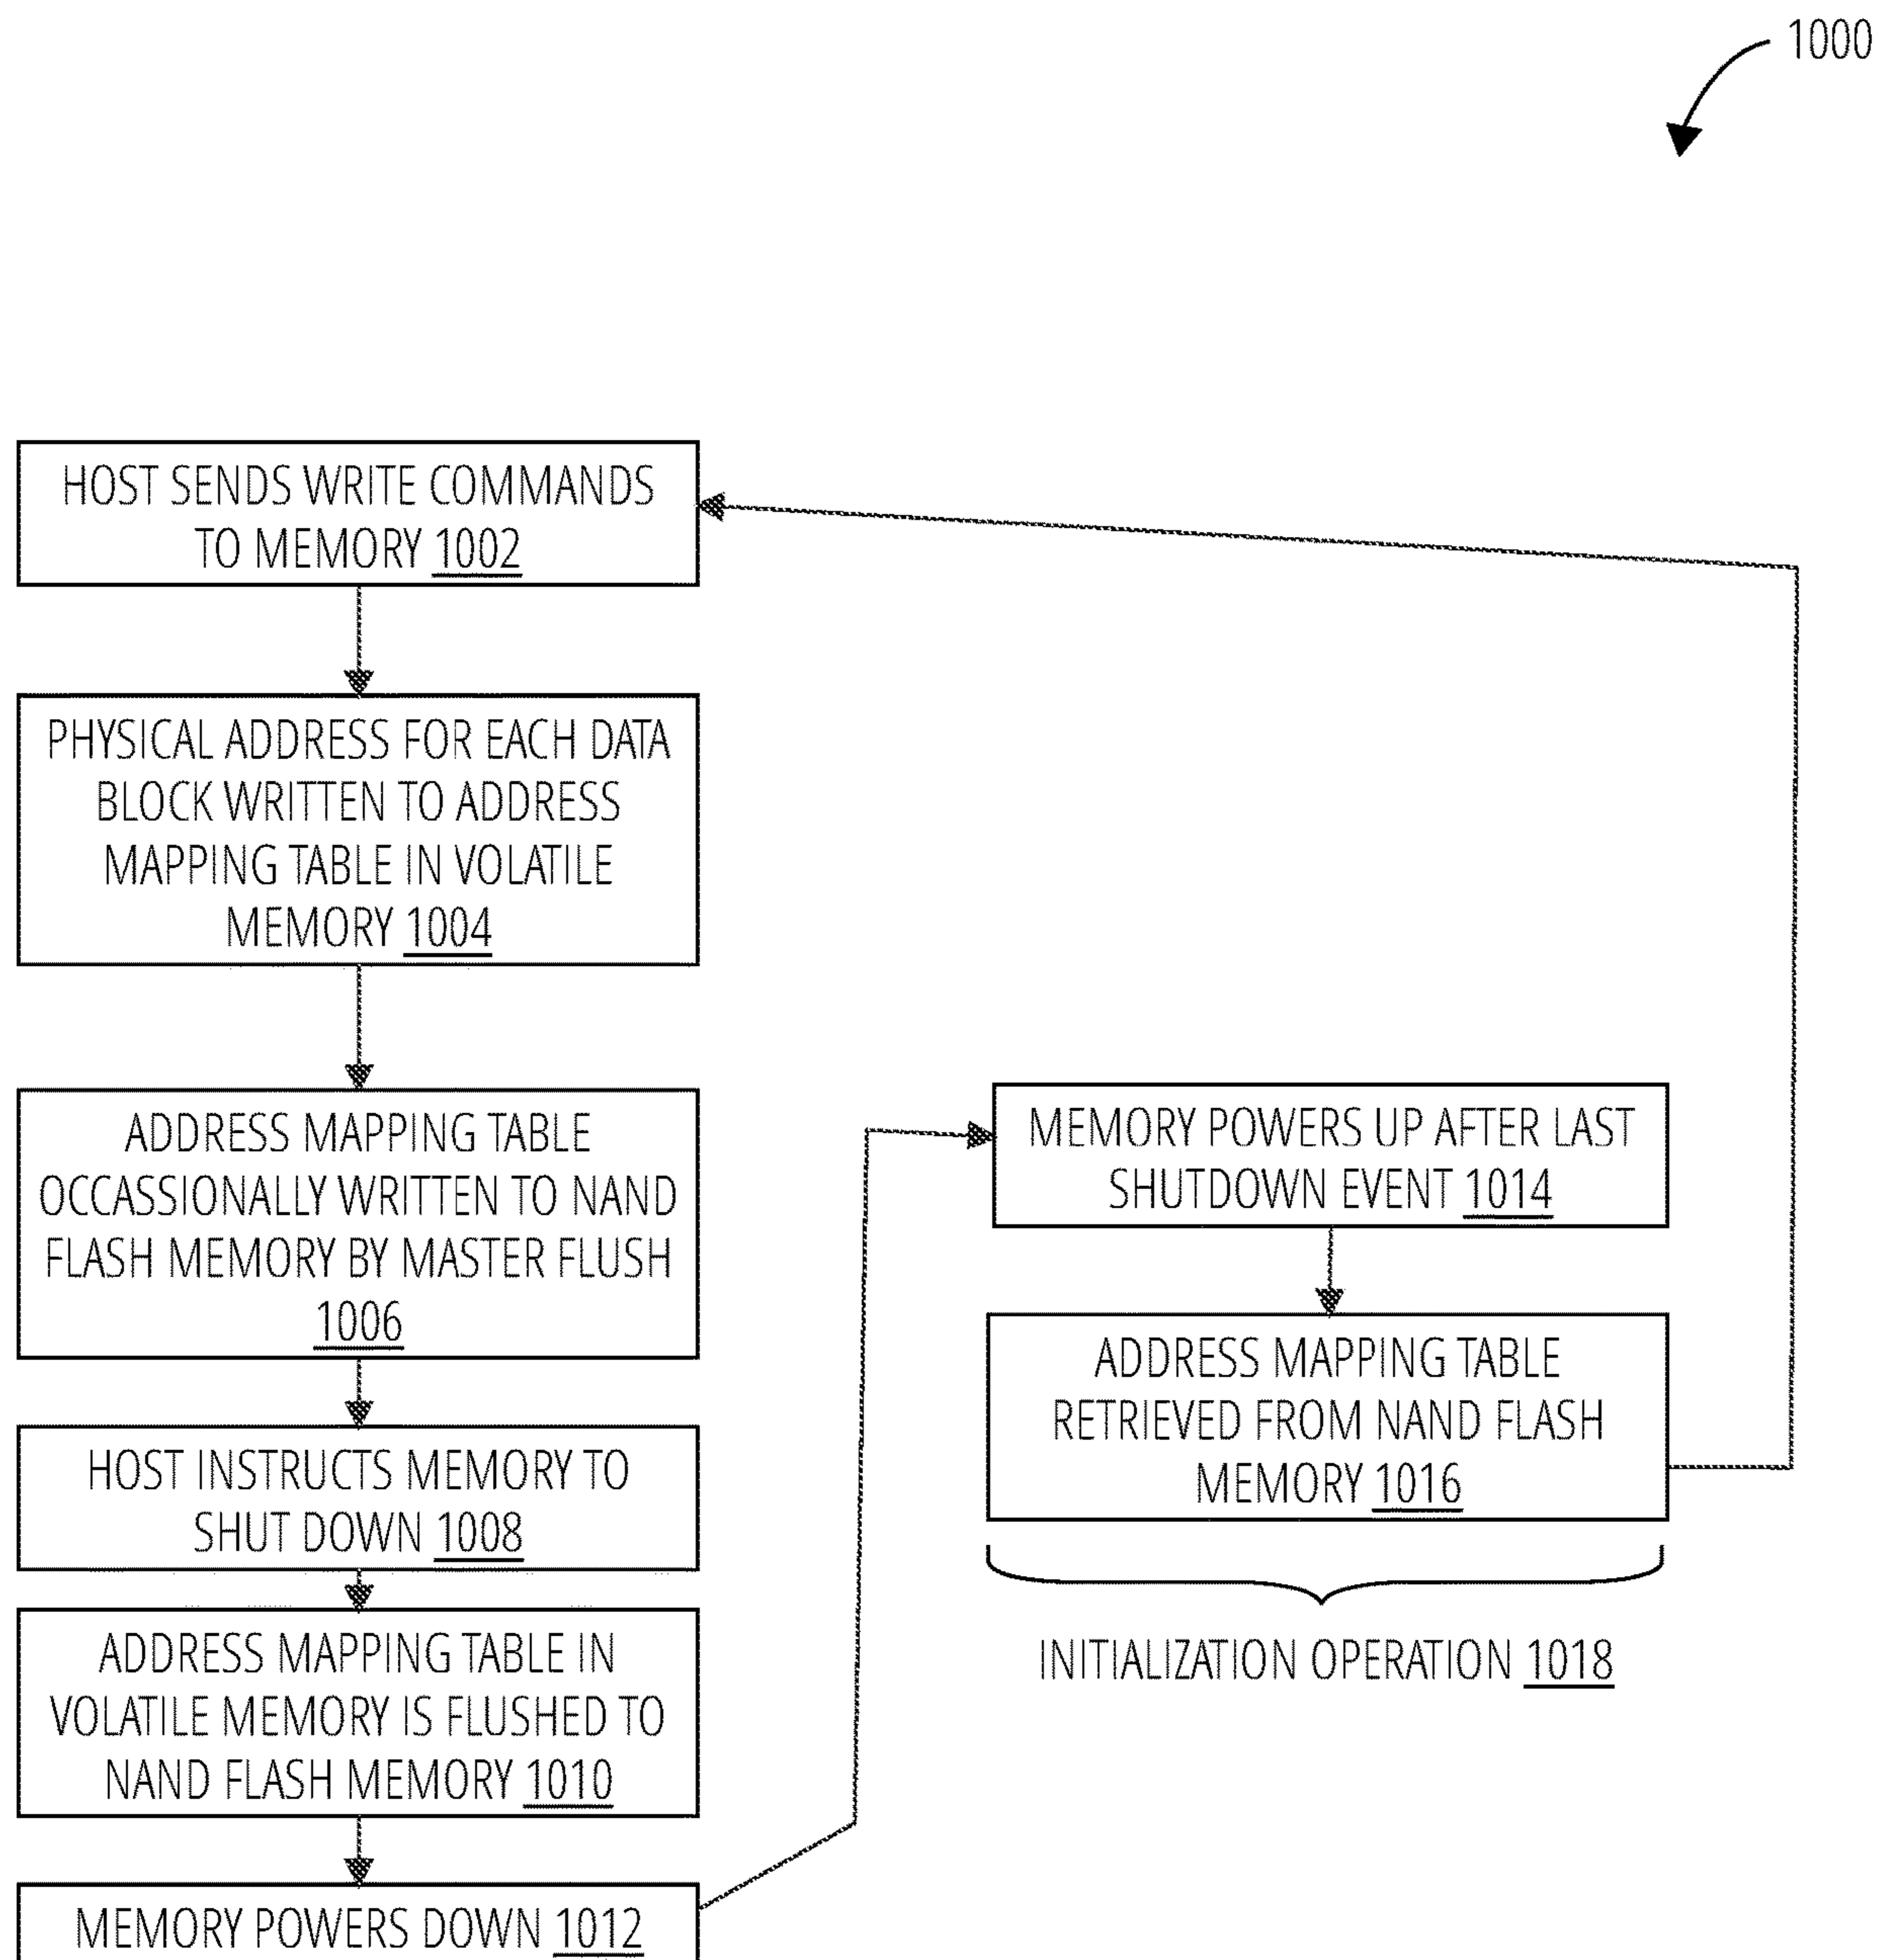 1000
HOST SENDS WRITE COMMANDS
TO MEMORY 1002
PHYSICAL ADDRESS FOR EACH DATA
BLOCK WRITTEN TO ADDRESS
MAPPING TABLE IN VOLATILE
MEMORY 1004
ADDRESS MAPPING TABLE
OCCASSIONALLY WRITTEN TO NAND
FLASH MEMORY BY MASTER FLUSH
1006
HOST INSTRUCTS MEMORY TO
SHUT DOWN 1008
ADDRESS MAPPING TABLE IN
VOLATILE MEMORY IS FLUSHED TO
NAND FLASH MEMORY 1010
MEMORY POWERS DOWN 1012
MEMORY POWERS UP AFTER LAST
SHUTDOWN EVENT 1014
ADDRESS MAPPING TABLE
RETRIEVED FROM NAND FLASH
MEMORY 1016
INITIALIZATION OPERATION 1018